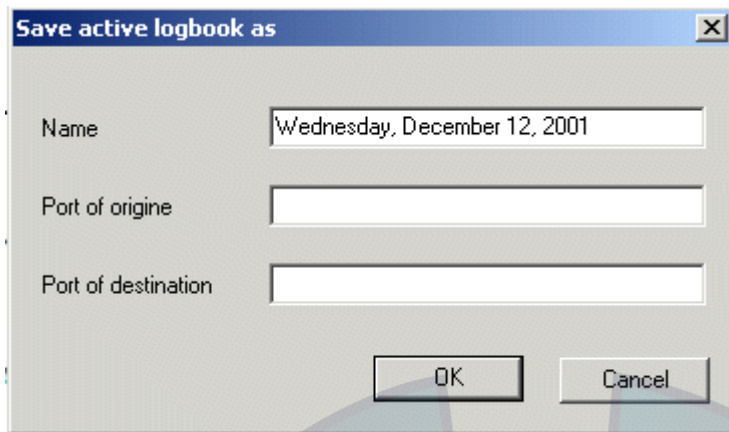 Save active logbook as
Name
Wednesday, December 12, 2001
Port of origine
Port of destination
OK
Cancel